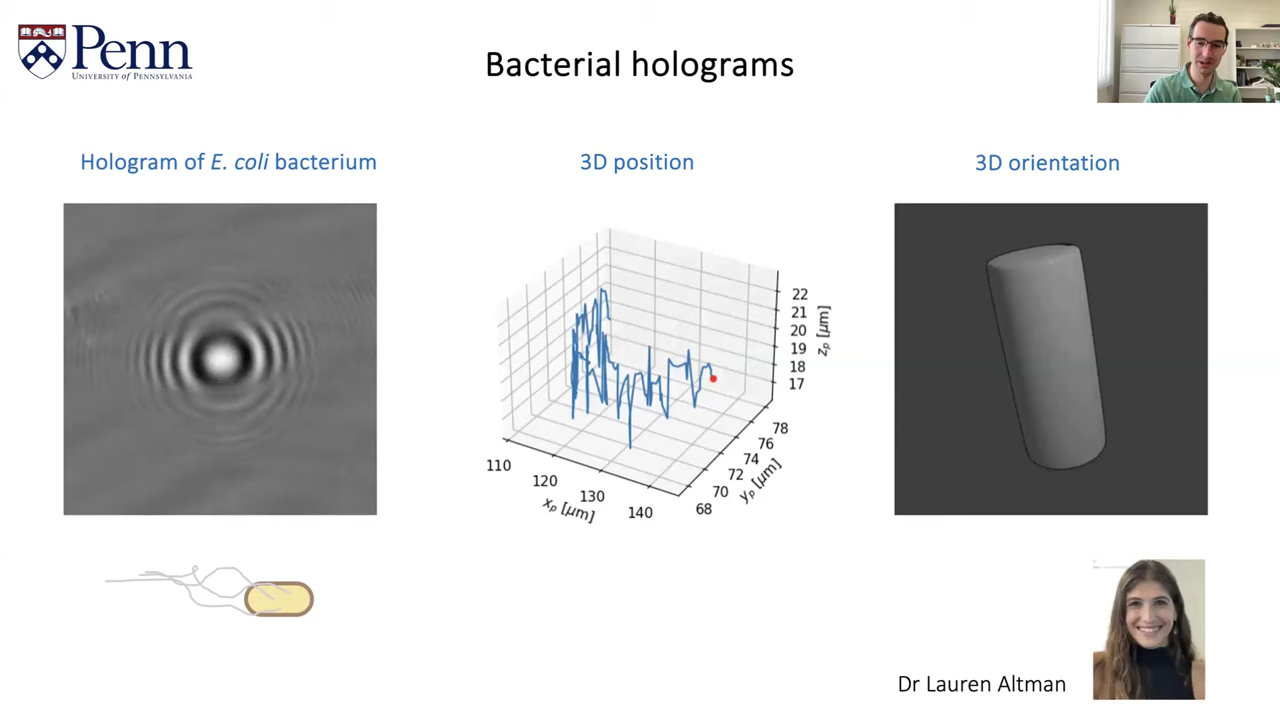 Penn
UNIVERSITY of PENNSYLVANIA
Bacterial holograms
Hologram of E. coli bacterium
3D position
3D orientation
22
21
20
19
18
17
zₚ [μm]
78
76
74
72
70
68
yₚ [μm]
110
120
130
140
xₚ [μm]
Dr Lauren Altman